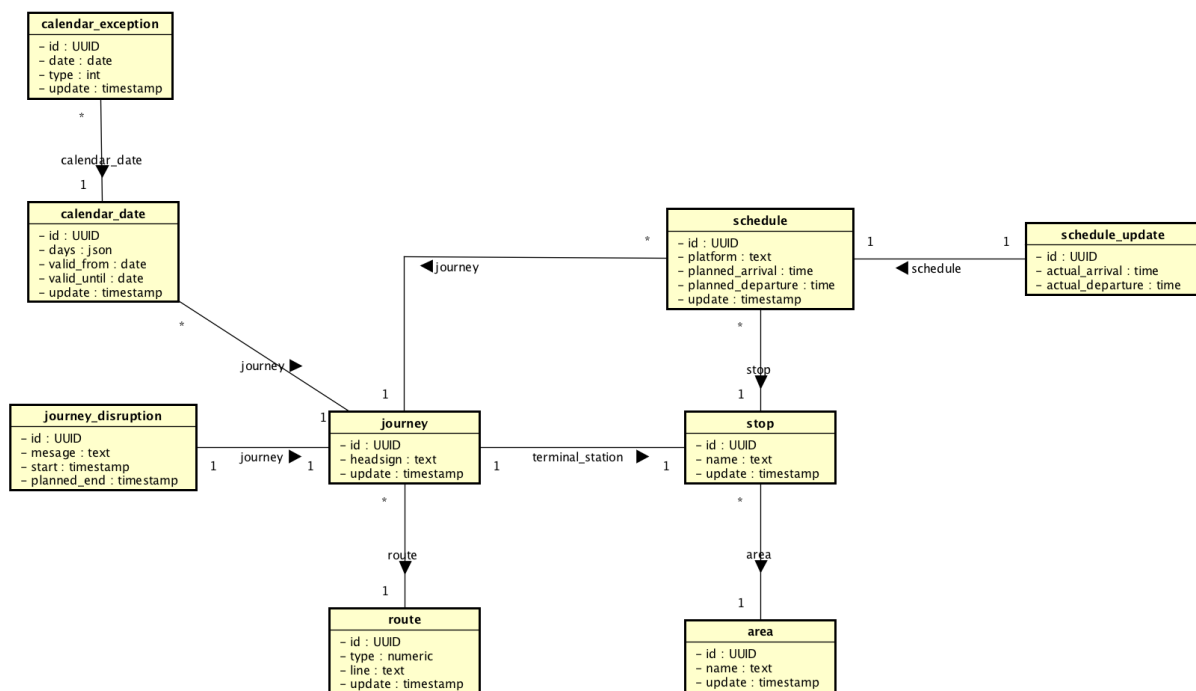 calendar_exception
- id : UUID
- date : date
- type : int
- update : timestamp
*
calendar_date
1
calendar_date
- id : UUID
- days : json
- valid_from : date
- valid_until : date
- update : timestamp
*
journey
1
schedule
- id : UUID
- platform : text
- planned_arrival : time
- planned_departure : time
- update : timestamp
*
journey
1
1
1
schedule
schedule_update
- id : UUID
- actual_arrival : time
- actual_departure : time
*
stop
1
journey_disruption
- id : UUID
- mesage : text
- start : timestamp
- planned_end : timestamp
1
journey
1
journey
- id : UUID
- headsign : text
- update : timestamp
1
terminal_station
1
stop
- id : UUID
- name : text
- update : timestamp
*
route
1
*
area
1
route
- id : UUID
- type : numeric
- line : text
- update : timestamp
area
- id : UUID
- name : text
- update : timestamp